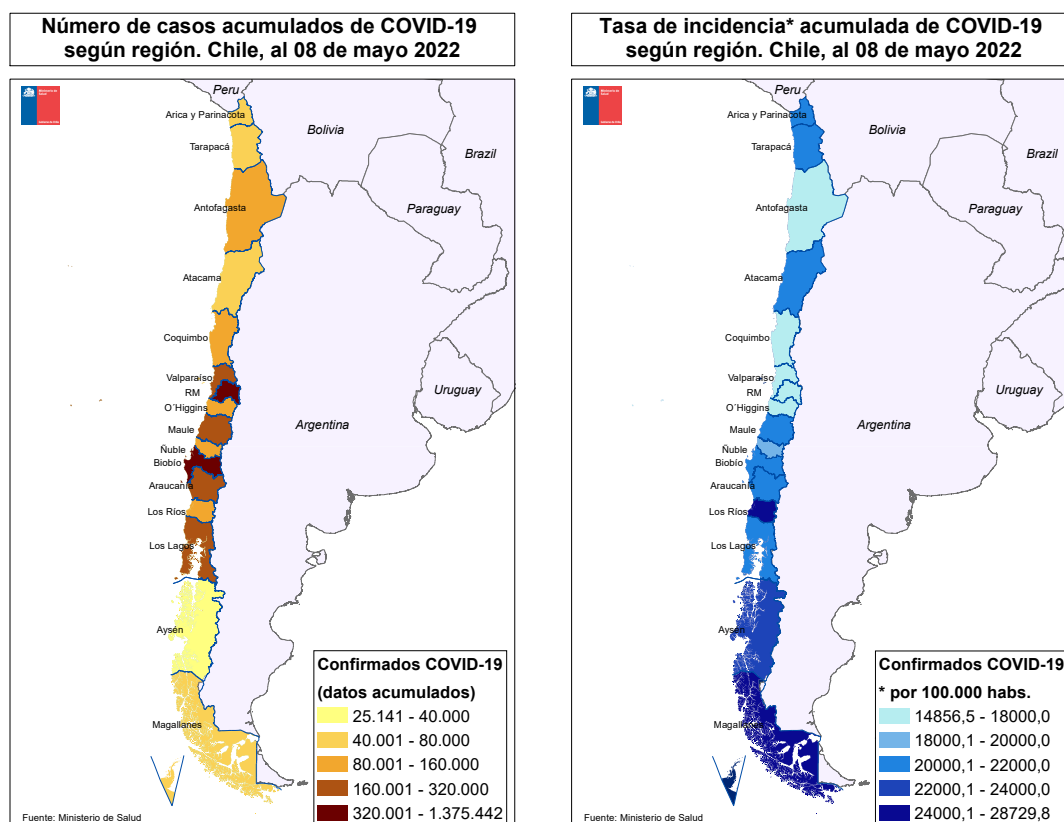 Número de casos acumulados de COVID-19
según región. Chile, al 08 de mayo 2022
Peru
Arica y Parinacota
Bolivia
Tarapacá
Brazil
Antofagasta
Paraguay
Atacama
Coquimbo
Valparaíso
RM
Uruguay
O´Higgins
Maule
Argentina
Ñuble
Biobío
Araucanía
Los Ríos
Los Lagos
Aysén
Magallanes
Confirmados COVID-19
(datos acumulados)
25.141 - 40.000
40.001 - 80.000
80.001 - 160.000
160.001 - 320.000
320.001 - 1.375.442
Fuente: Ministerio de Salud
Tasa de incidencia* acumulada de COVID-19
según región. Chile, al 08 de mayo 2022
Peru
Arica y Parinacota
Bolivia
Tarapacá
Brazil
Antofagasta
Paraguay
Atacama
Coquimbo
Valparaíso
RM
Uruguay
O´Higgins
Maule
Argentina
Ñuble
Biobío
Araucanía
Los Ríos
Los Lagos
Aysén
Magallanes
Confirmados COVID-19
* por 100.000 habs.
14856,5 - 18000,0
18000,1 - 20000,0
20000,1 - 22000,0
22000,1 - 24000,0
24000,1 - 28729,8
Fuente: Ministerio de Salud